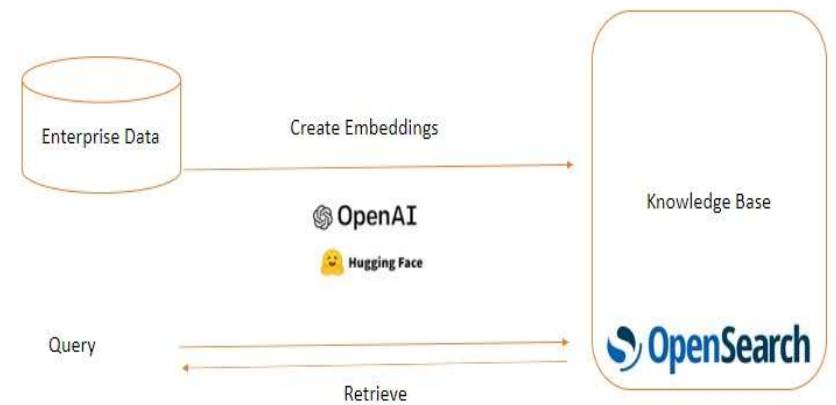 Enterprise Data
Create Embeddings
OpenAI
Hugging Face
Knowledge Base
Query
OpenSearch
Retrieve